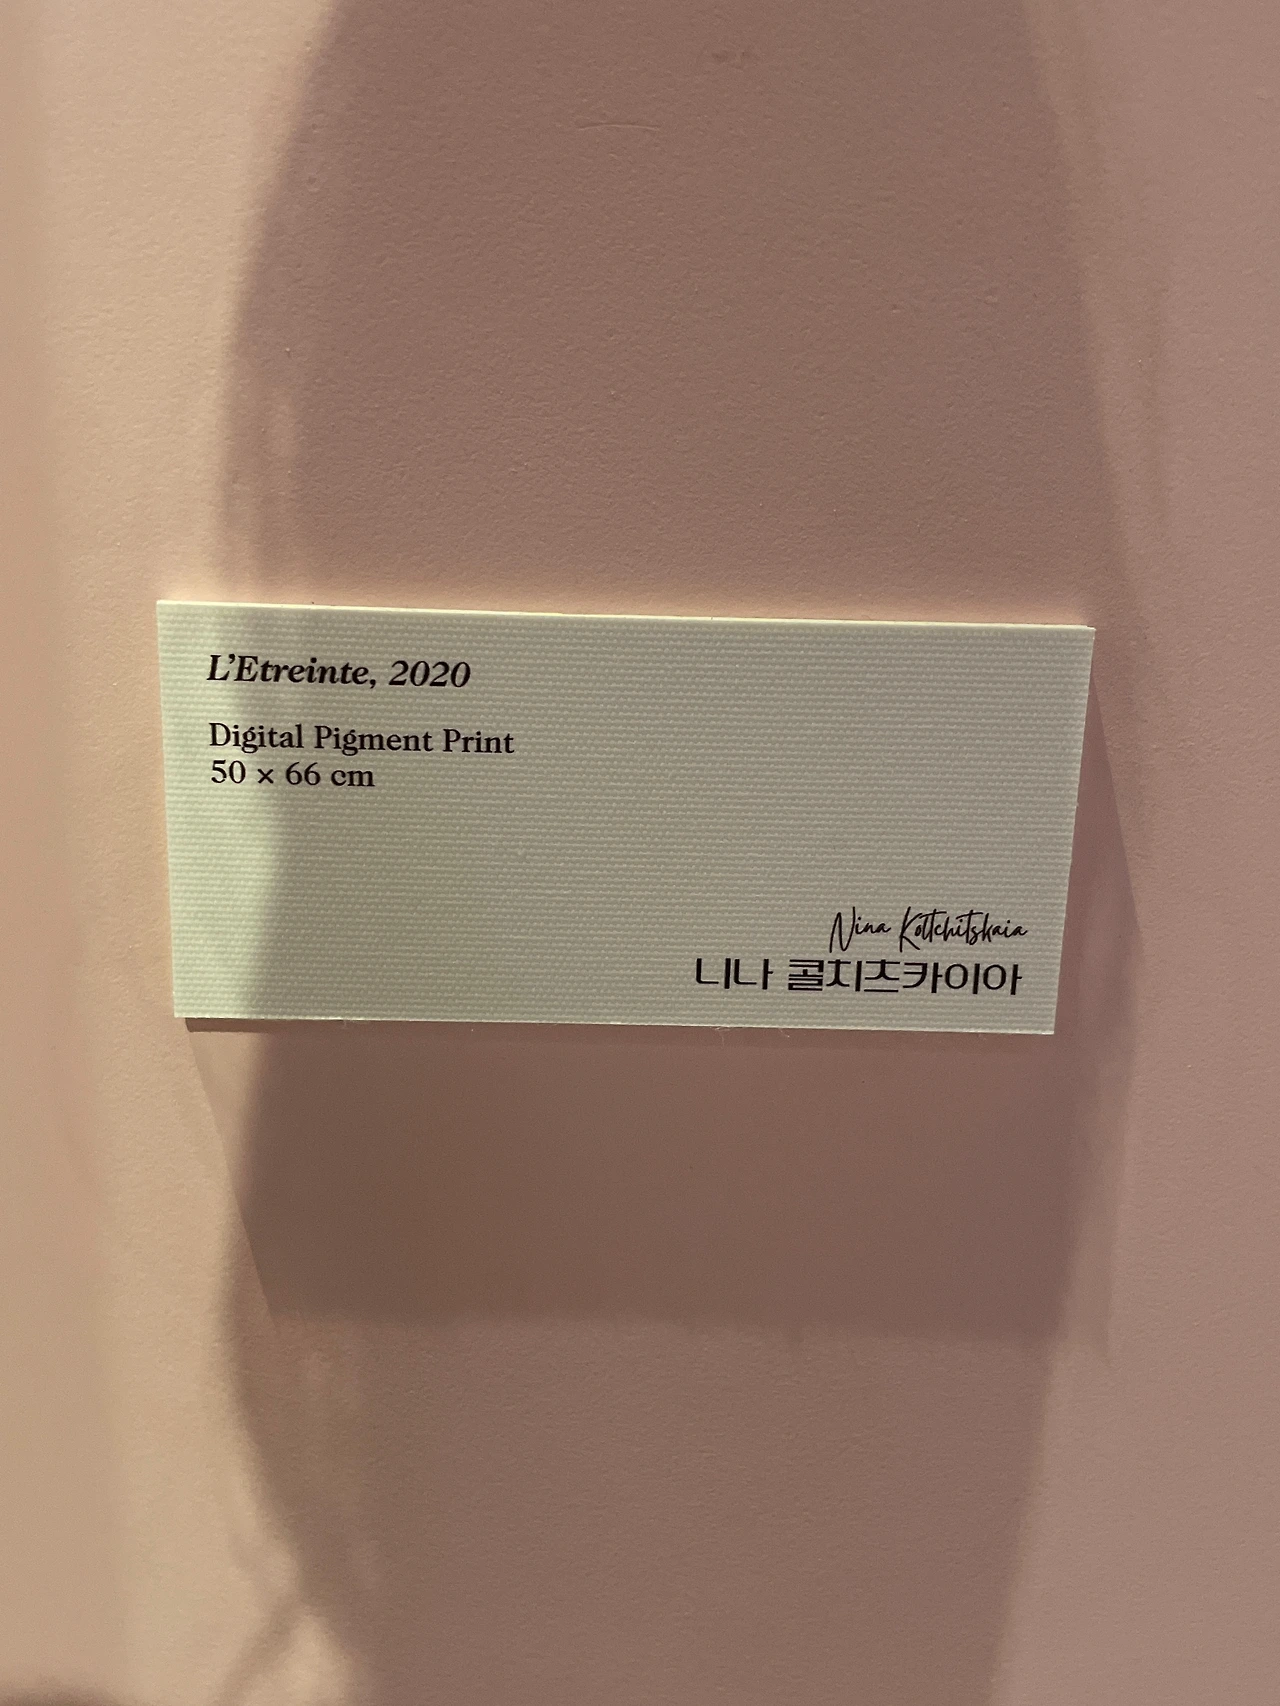 L’Etreinte, 2020
Digital Pigment Print
50 × 66 cm
Nina Koltchitskaia
니나 콜치츠카이아